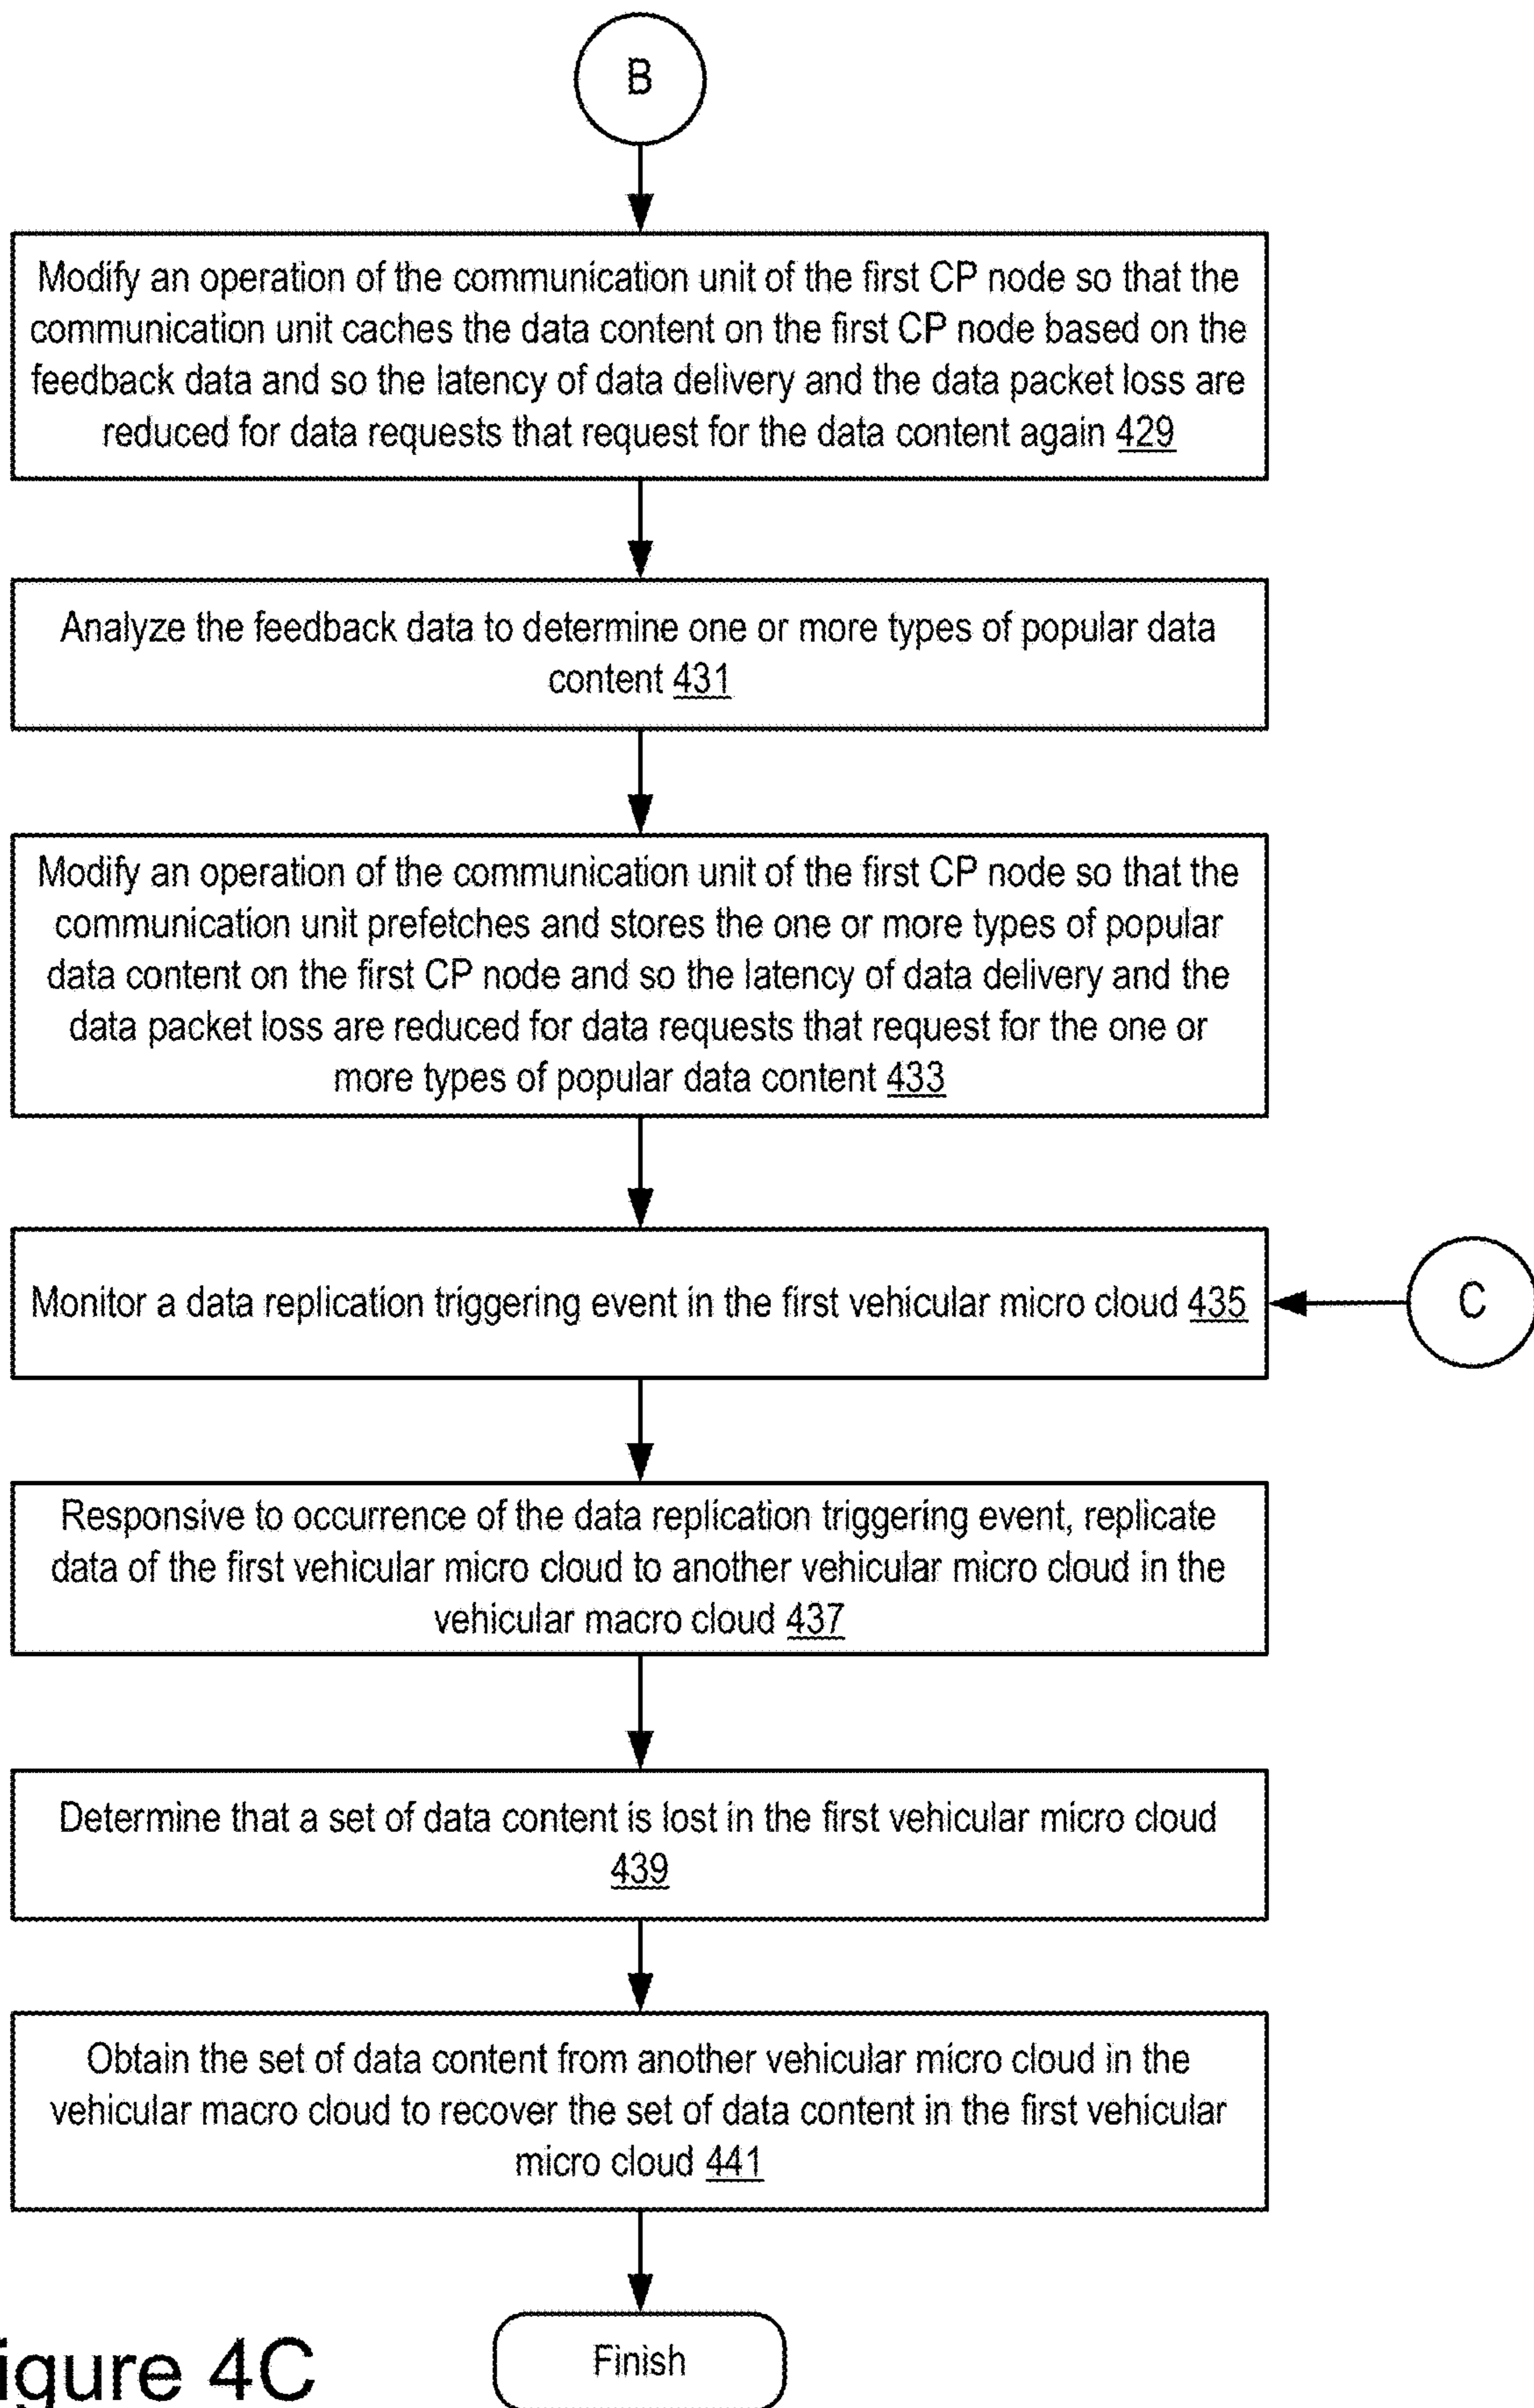 B
Modify an operation of the communication unit of the first CP node so that the
communication unit caches the data content on the first CP node based on the
feedback data and so the latency of data delivery and the data packet loss are
reduced for data requests that request for the data content again 429
Analyze the feedback data to determine one or more types of popular data
content 431
Modify an operation of the communication unit of the first CP node so that the
communication unit prefetches and stores the one or more types of popular
data content on the first CP node and so the latency of data delivery and the
data packet loss are reduced for data requests that request for the one or
more types of popular data content 433
Monitor a data replication triggering event in the first vehicular micro cloud 435
C
Responsive to occurrence of the data replication triggering event, replicate
data of the first vehicular micro cloud to another vehicular micro cloud in the
vehicular macro cloud 437
Determine that a set of data content is lost in the first vehicular micro cloud
439
Obtain the set of data content from another vehicular micro cloud in the
vehicular macro cloud to recover the set of data content in the first vehicular
micro cloud 441
Finish
igure 4C